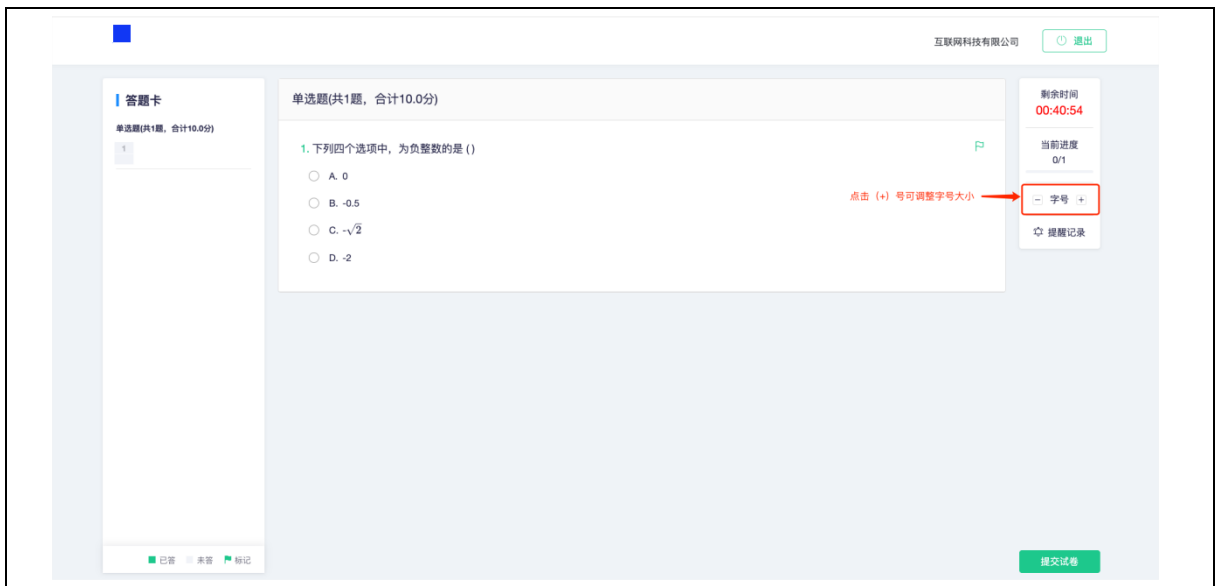 互联网科技有限公司
退出
答题卡
单选题(共1题，合计10.0分)
1
单选题(共1题，合计10.0分)
1. 下列四个选项中，为负整数的是 ()
A. 0
B. -0.5
C. -√2
D. -2
点击（+）号可调整字号大小
剩余时间
00:40:54
当前进度
0/1
- 字号 +
提醒记录
已答 未答 标记
提交试卷